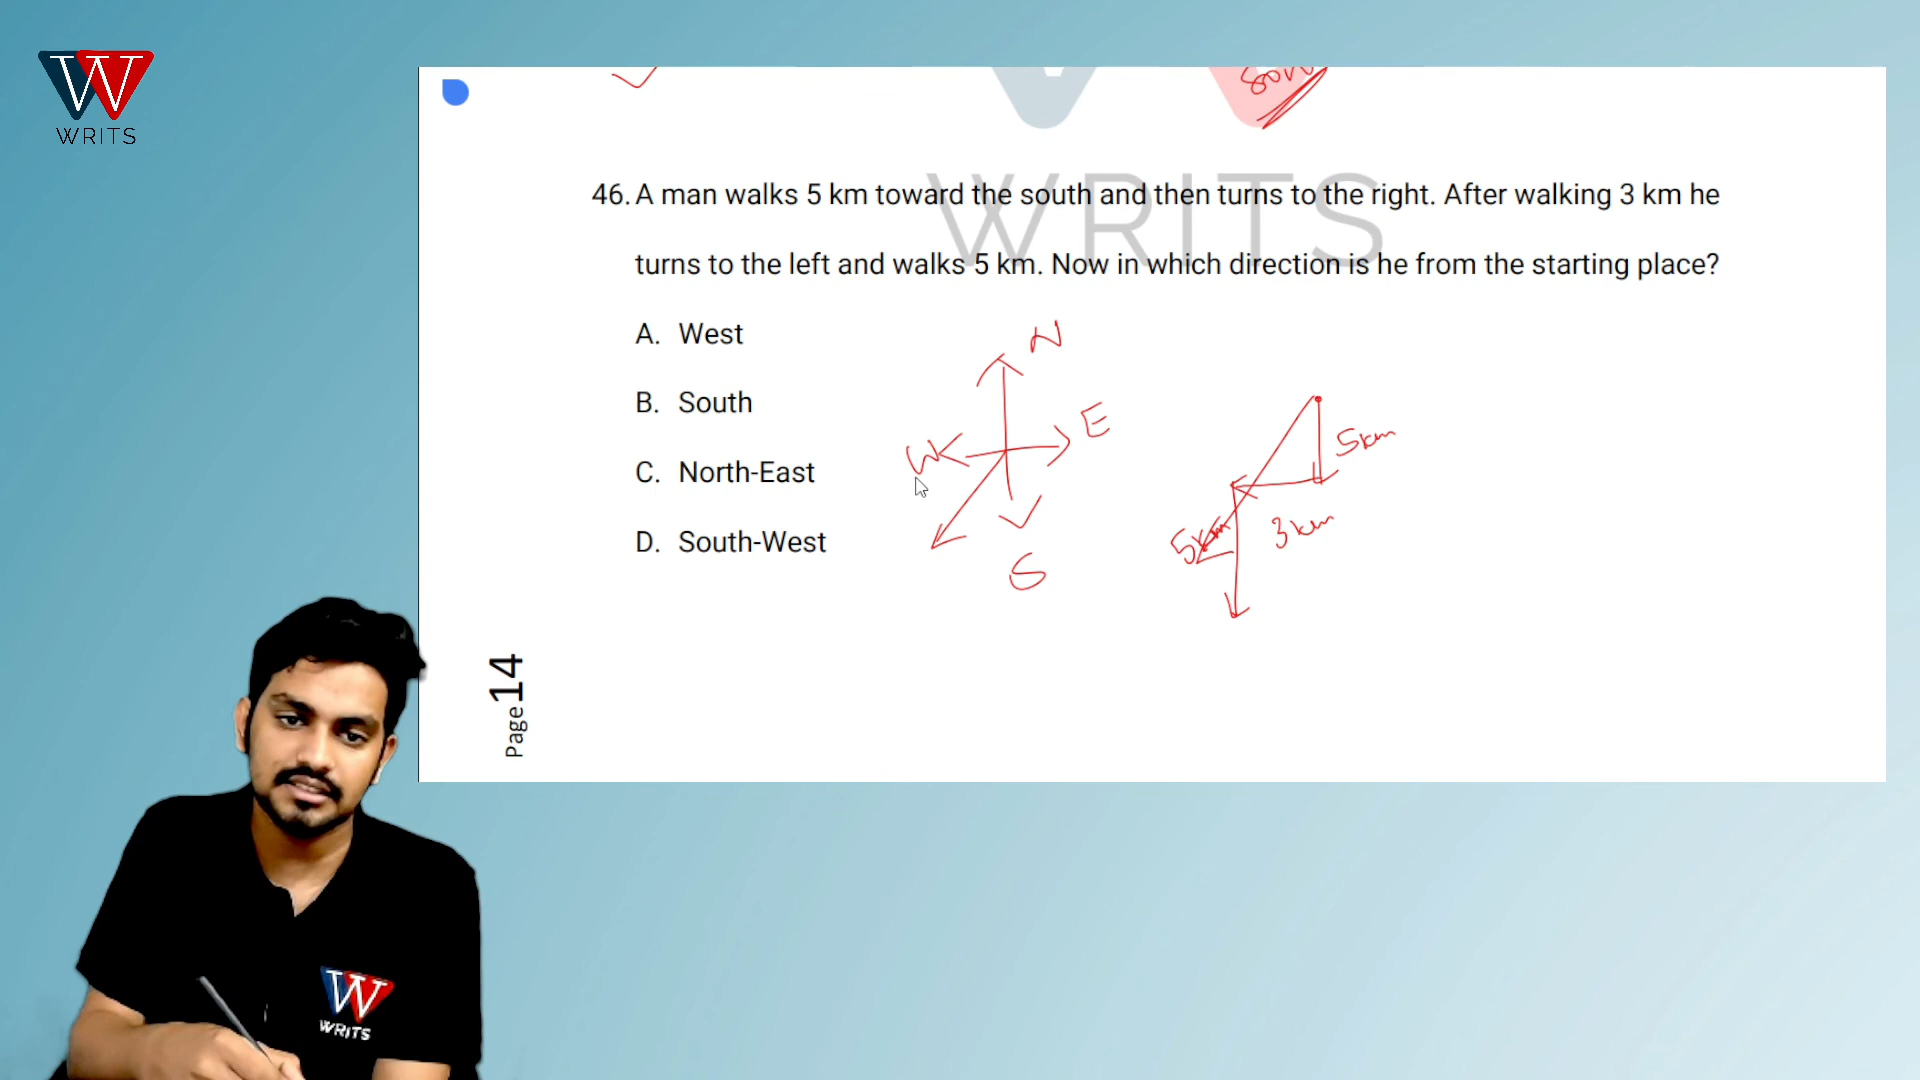 WRITS
46. A man walks 5 km toward the south and then turns to the right. After walking 3 km he
turns to the left and walks 5 km. Now in which direction is he from the starting place?
WRITS
A. West
B. South
C. North-East
D. South-West
N
W
E
S
5km
3km
5km
Page 14
WRITS